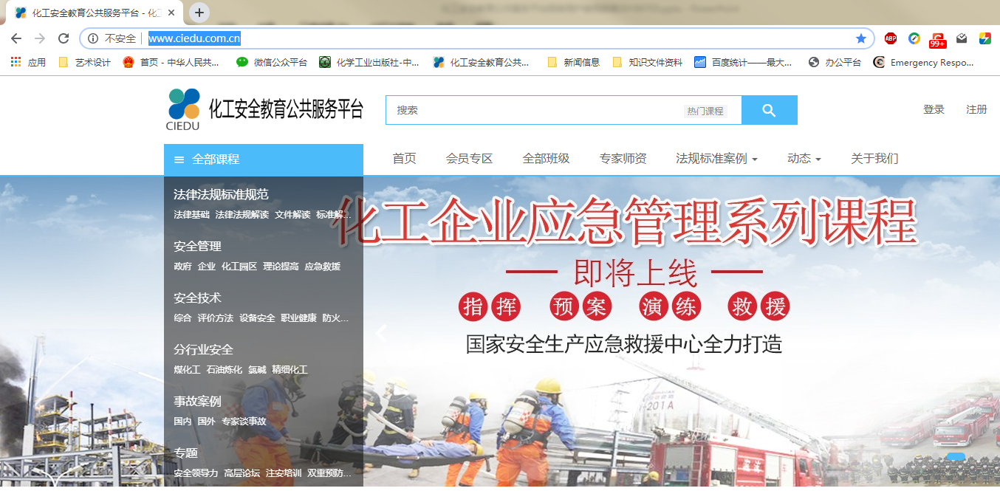 化工安全教育公共服务平台 - 化工
不安全 www.ciedu.com.cn
ABP 99+
应用 艺术设计 首页 - 中华人民共... 微信公众平台 化学工业出版社-中... 化工安全教育公共... 新闻信息 知识文件资料 百度统计——最大... 办公平台 Emergency Respo...
CIEDU 化工安全教育公共服务平台
搜索 热门课程
登录 注册
全部课程 首页 会员专区 全部班级 专家师资 法规标准案例 动态 关于我们
法律法规标准规范
法律基础 法律法规解读 文件解读 标准解...
安全管理
政府 企业 化工园区 理论提高 应急救援
安全技术
综合 评价方法 设备安全 职业健康 防火...
分行业安全
煤化工 石油炼化 氯碱 精细化工
事故案例
国内 国外 专家谈事故
专题
安全领导力 高层论坛 注安培训 双重预防...
化工企业应急管理系列课程
即将上线
指挥 预案 演练 救援
国家安全生产应急救援中心全力打造
201A